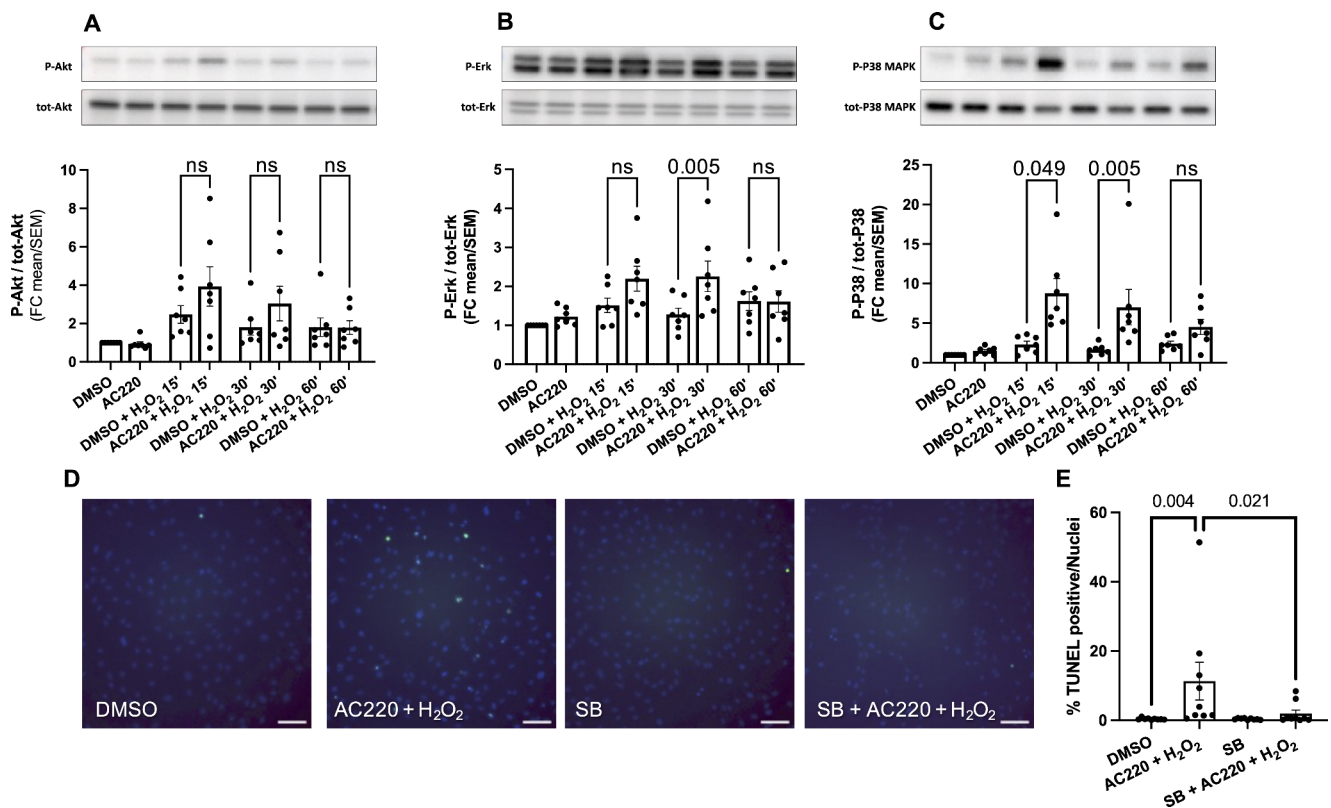 A
P-Akt
tot-Akt
P-Akt / tot-Akt
(FC mean/SEM)
10
8
6
4
2
0
ns
ns
ns
DMSO
AC220
DMSO + H₂O₂ 15'
AC220 + H₂O₂ 15'
DMSO + H₂O₂ 30'
AC220 + H₂O₂ 30'
DMSO + H₂O₂ 60'
AC220 + H₂O₂ 60'
B
P-Erk
tot-Erk
P-Erk / tot-Erk
(FC mean/SEM)
5
4
3
2
1
0
ns
0.005
ns
DMSO
AC220
DMSO + H₂O₂ 15'
AC220 + H₂O₂ 15'
DMSO + H₂O₂ 30'
AC220 + H₂O₂ 30'
DMSO + H₂O₂ 60'
AC220 + H₂O₂ 60'
C
P-P38 MAPK
tot-P38 MAPK
P-P38 / tot-P38
(FC mean/SEM)
25
20
15
10
5
0
0.049
0.005
ns
DMSO
AC220
DMSO + H₂O₂ 15'
AC220 + H₂O₂ 15'
DMSO + H₂O₂ 30'
AC220 + H₂O₂ 30'
DMSO + H₂O₂ 60'
AC220 + H₂O₂ 60'
D
DMSO
AC220 + H₂O₂
SB
SB + AC220 + H₂O₂
E
% TUNEL positive/Nuclei
60
40
20
0
0.004
0.021
DMSO
AC220 + H₂O₂
SB
SB + AC220 + H₂O₂